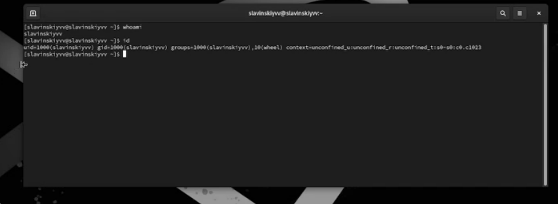 slavinskiyvv@slavinskiyvv:~
[slavinskiyvv@slavinskiyvv ~]$ whoami
slavinskiyvv
[slavinskiyvv@slavinskiyvv ~]$ id
uid=1000(slavinskiyvv) gid=1000(slavinskiyvv) groups=1000(slavinskiyvv),10(wheel) context=unconfined_u:unconfined_r:unconfined_t:s0-s0:c0.c1023
[slavinskiyvv@slavinskiyvv ~]$